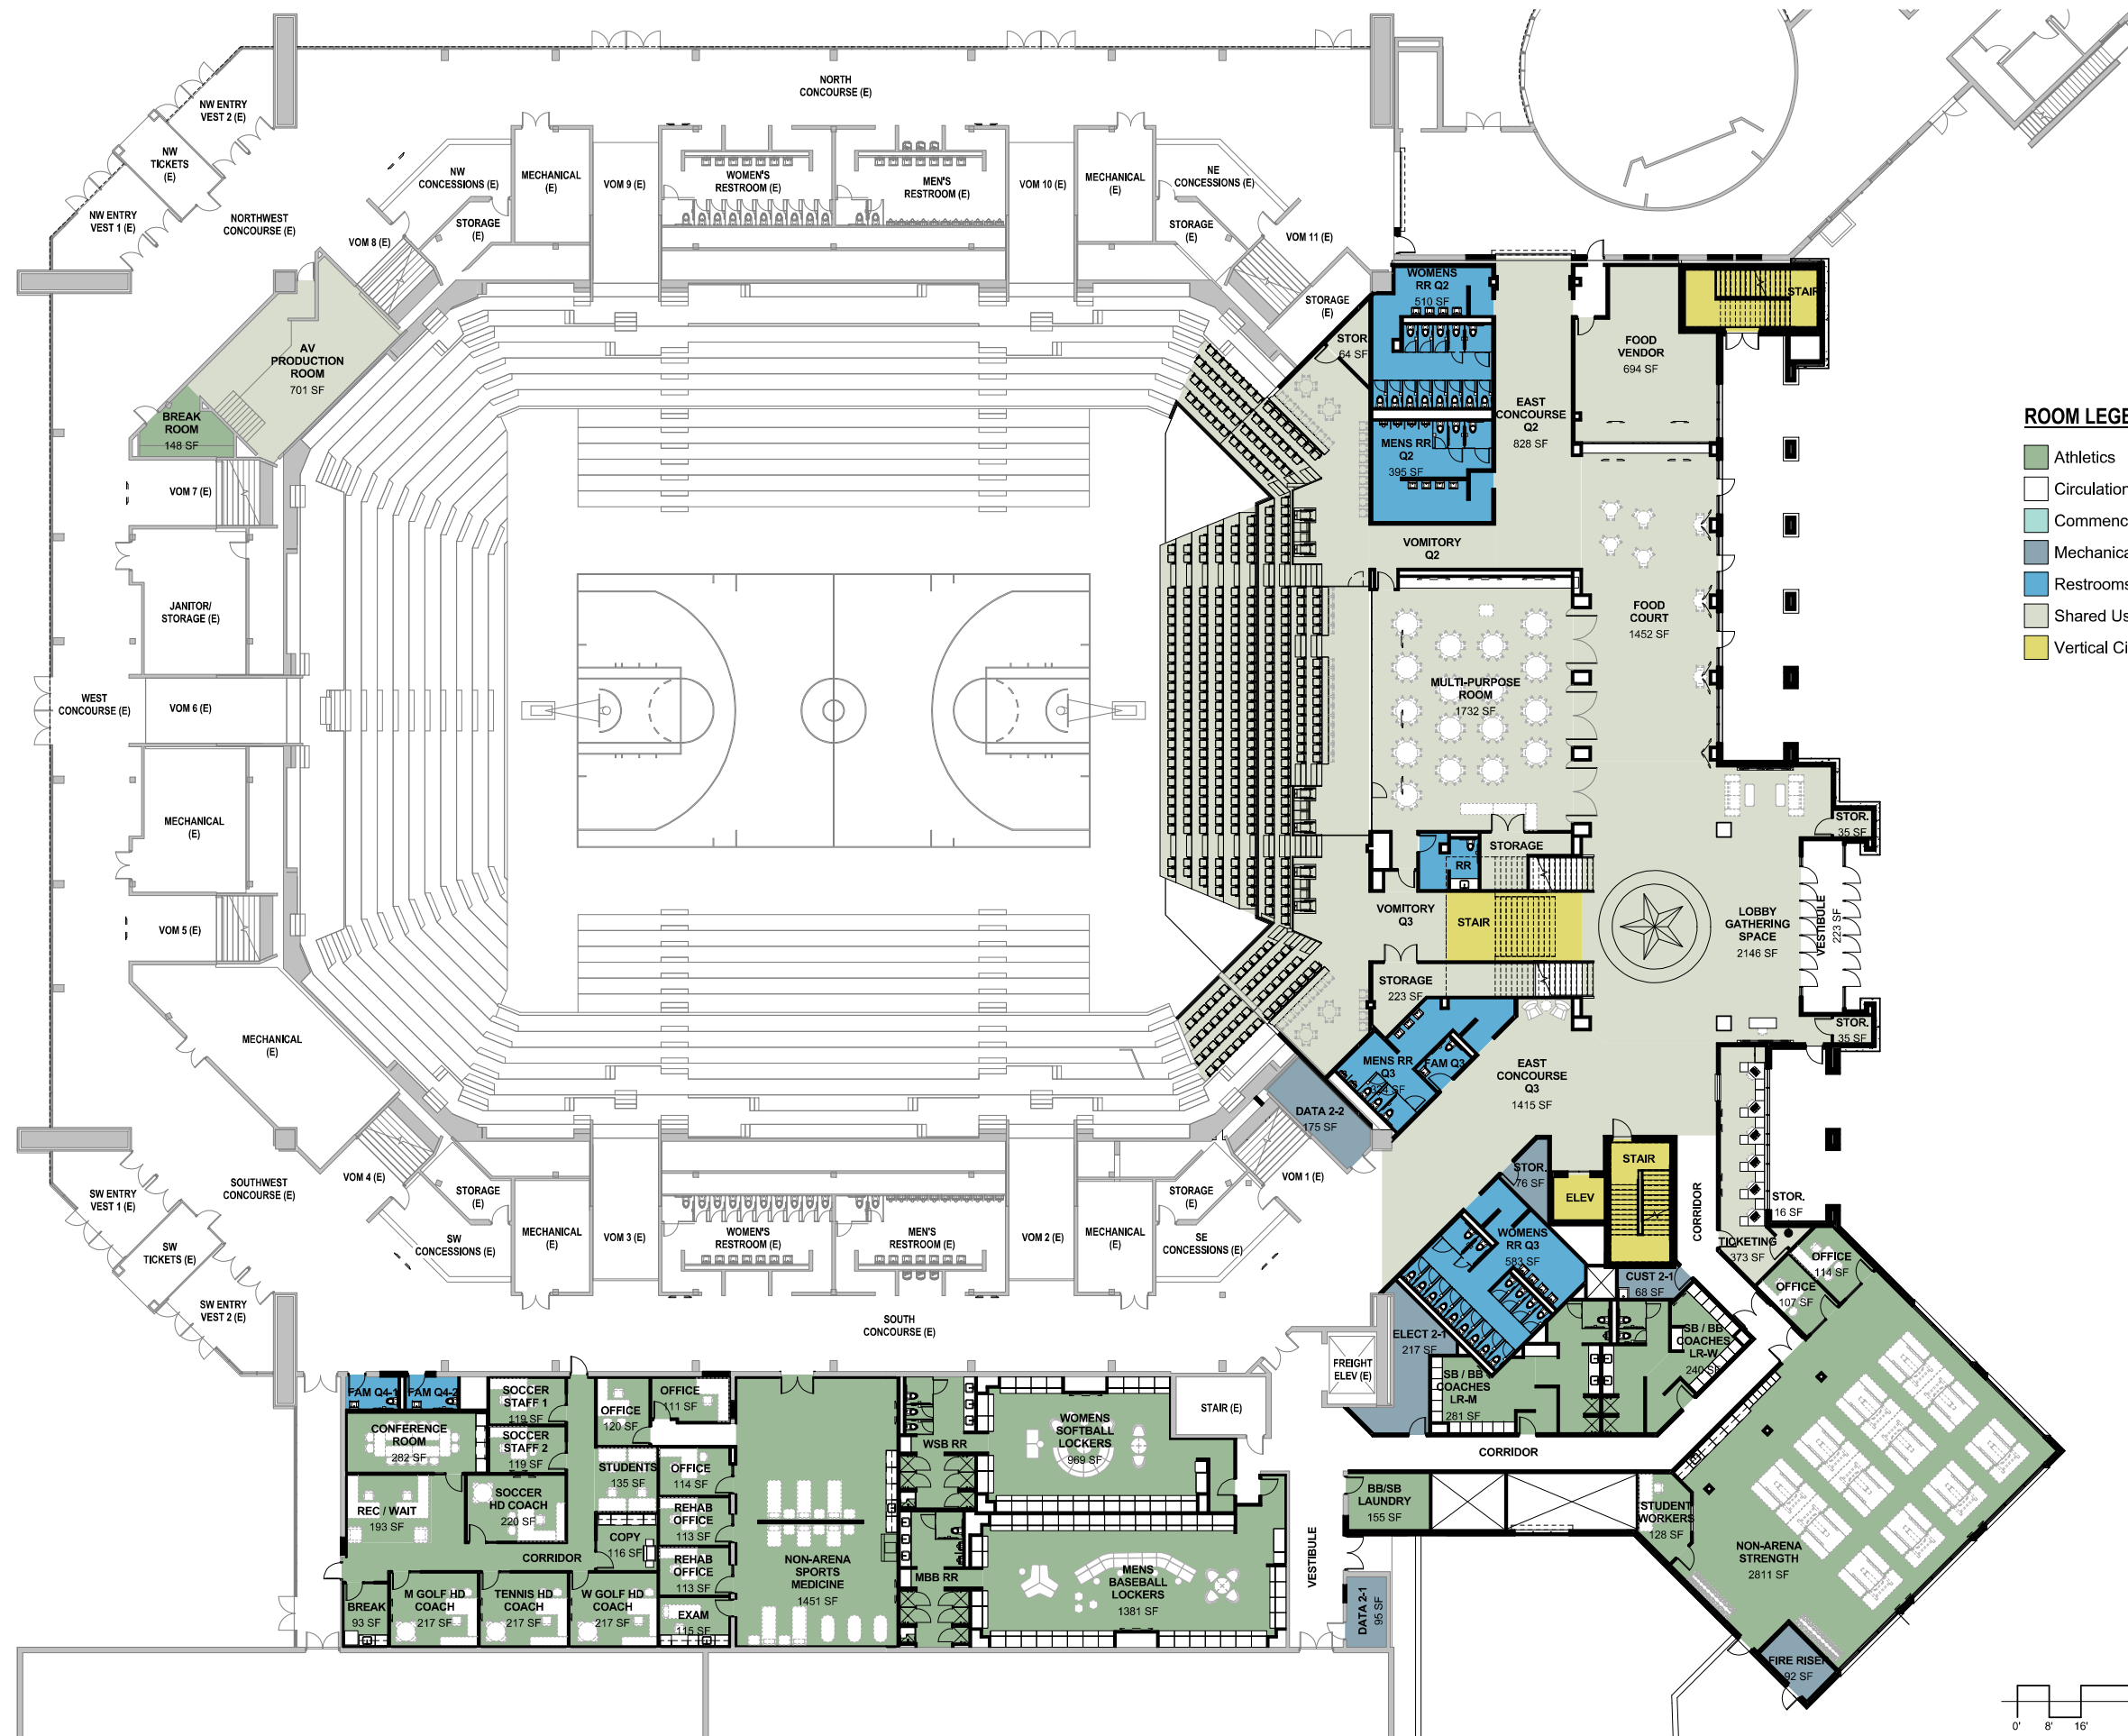 NORTH
CONCOURSE (E)
NW ENTRY
VEST 2 (E)
NW
TICKETS
(E)
NW ENTRY
VEST 1 (E)
NORTHWEST
CONCOURSE (E)
NW
CONCESSIONS (E)
STORAGE
(E)
VOM 8 (E)
MECHANICAL
(E)
VOM 9 (E)
WOMEN'S
RESTROOM (E)
MEN'S
RESTROOM (E)
VOM 10 (E)
MECHANICAL
(E)
NE
CONCESSIONS (E)
STORAGE
(E)
VOM 11 (E)
STORAGE
(E)
STOR
64 SF
WOMENS
RR Q2
510 SF
MENS RR
Q2
395 SF
EAST
CONCOURSE
Q2
828 SF
FOOD
VENDOR
694 SF
STAIR
AV
PRODUCTION
ROOM
701 SF
BREAK
ROOM
148 SF
VOM 7 (E)
JANITOR/
STORAGE (E)
WEST
CONCOURSE (E)
VOM 6 (E)
MECHANICAL
(E)
VOM 5 (E)
MECHANICAL
(E)
VOMITORY
Q2
FOOD
COURT
1452 SF
MULTI-PURPOSE
ROOM
1732 SF
ROOM LEGE
Athletics
Circulation
Commenc
Mechanica
Restrooms
Shared Us
Vertical Ci
STOR.
35 SF
STORAGE
RR
VOMITORY
Q3
STAIR
LOBBY
GATHERING
SPACE
2146 SF
VESTIBULE
223 SF
STORAGE
223 SF
STOR.
35 SF
MENS RR
Q3
FAM Q3
EAST
CONCOURSE
Q3
1415 SF
DATA 2-2
175 SF
SOUTHWEST
CONCOURSE (E)
SW ENTRY
VEST 1 (E)
SW
TICKETS (E)
SW ENTRY
VEST 2 (E)
VOM 4 (E)
STORAGE
(E)
SW
CONCESSIONS (E)
MECHANICAL
(E)
VOM 3 (E)
WOMEN'S
RESTROOM (E)
MEN'S
RESTROOM (E)
VOM 2 (E)
MECHANICAL
(E)
STORAGE
(E)
SE
CONCESSIONS (E)
VOM 1 (E)
SOUTH
CONCOURSE (E)
STOR.
76 SF
ELEV
STAIR
CORRIDOR
STOR.
16 SF
TICKETING
373 SF
WOMENS
RR Q3
583 SF
CUST 2-1
68 SF
OFFICE
114 SF
OFFICE
107 SF
FREIGHT
ELEV (E)
ELECT 2-1
217 SF
SB / BB
COACHES
LR-M
281 SF
SB / BB
COACHES
LR-W
240 SF
FAM Q4-1
FAM Q4-2
SOCCER
STAFF 1
119 SF
OFFICE
120 SF
OFFICE
111 SF
CONFERENCE
ROOM
282 SF
SOCCER
STAFF 2
119 SF
STUDENTS
135 SF
OFFICE
114 SF
REC / WAIT
193 SF
SOCCER
HD COACH
220 SF
COPY
116 SF
REHAB
OFFICE
113 SF
REHAB
OFFICE
113 SF
CORRIDOR
BREAK
93 SF
M GOLF HD
COACH
217 SF
TENNIS HD
COACH
217 SF
W GOLF HD
COACH
217 SF
EXAM
115 SF
NON-ARENA
SPORTS
MEDICINE
1451 SF
WSB RR
WOMENS
SOFTBALL
LOCKERS
969 SF
STAIR (E)
MBB RR
MENS
BASEBALL
LOCKERS
1381 SF
VESTIBULE
BB/SB
LAUNDRY
155 SF
DATA 2-1
95 SF
CORRIDOR
STUDENT
WORKERS
128 SF
NON-ARENA
STRENGTH
2811 SF
FIRE RISER
92 SF
0' 8' 16'